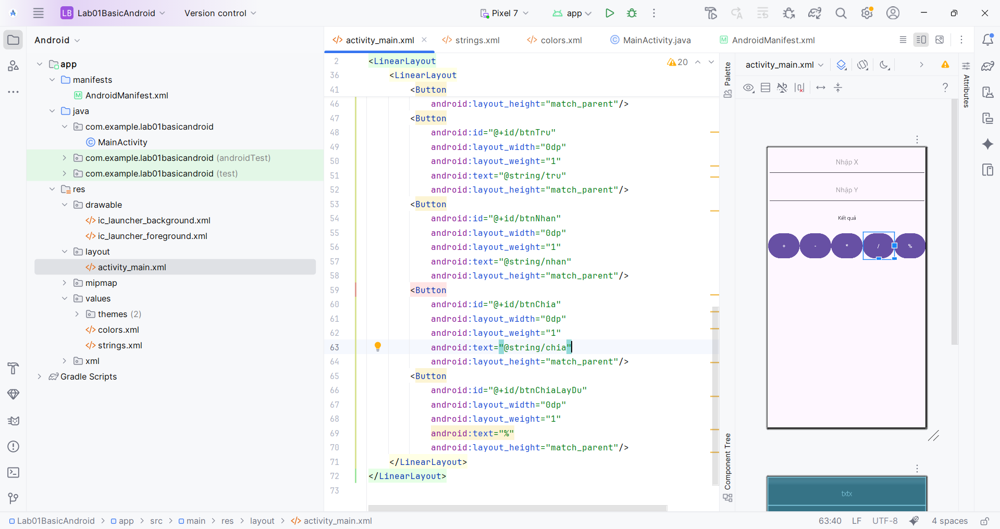 LB Lab01BasicAndroid
Version control
Pixel 7
app
Android
activity_main.xml
strings.xml
colors.xml
MainActivity.java
AndroidManifest.xml
app
manifests
AndroidManifest.xml
java
com.example.lab01basicandroid
MainActivity
com.example.lab01basicandroid (androidTest)
com.example.lab01basicandroid (test)
res
drawable
ic_launcher_background.xml
ic_launcher_foreground.xml
layout
activity_main.xml
mipmap
values
themes (2)
colors.xml
strings.xml
xml
Gradle Scripts
20
2 <LinearLayout
36 <LinearLayout
41 <Button
46 android:layout_height="match_parent"/>
47 <Button
48 android:id="@+id/btnTru"
49 android:layout_width="0dp"
50 android:layout_weight="1"
51 android:text="@string/tru"
52 android:layout_height="match_parent"/>
53 <Button
54 android:id="@+id/btnNhan"
55 android:layout_width="0dp"
56 android:layout_weight="1"
57 android:text="@string/nhan"
58 android:layout_height="match_parent"/>
59 <Button
60 android:id="@+id/btnChia"
61 android:layout_width="0dp"
62 android:layout_weight="1"
63 android:text="@string/chia"
64 android:layout_height="match_parent"/>
65 <Button
66 android:id="@+id/btnChiaLayDu"
67 android:layout_width="0dp"
68 android:layout_weight="1"
69 android:text="%"
70 android:layout_height="match_parent"/>
71 </LinearLayout>
72 </LinearLayout>
73
Palette
Component Tree
activity_main.xml
Attributes
Nhập X
Nhập Y
Kết quả
+ - * / %
txtx
Lab01BasicAndroid > app > src > main > res > layout > activity_main.xml
63:40 LF UTF-8 4 spaces